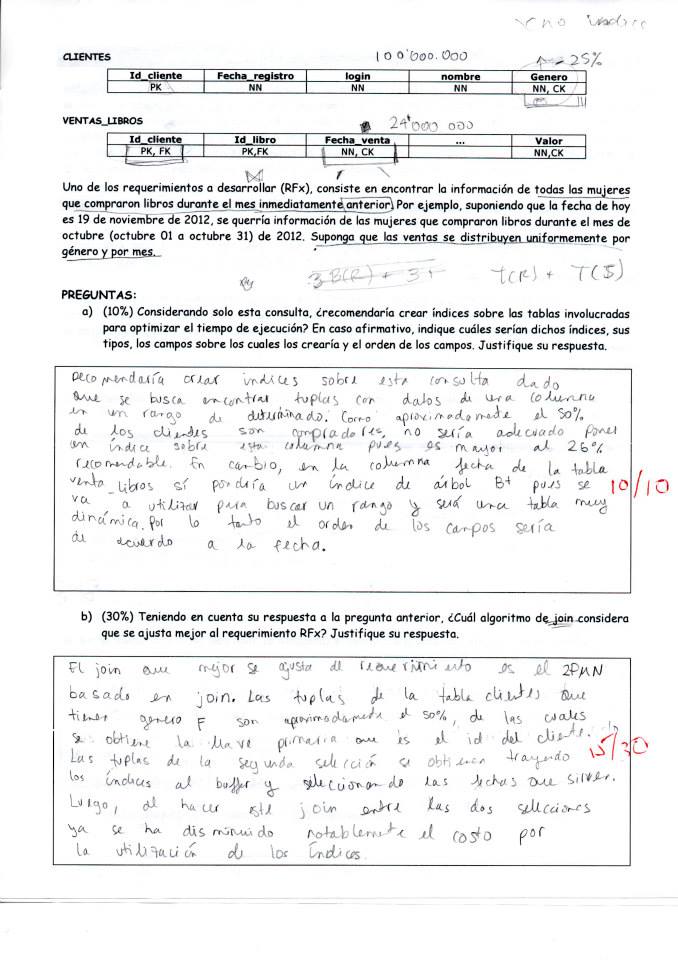 no
CLIENTES
100'000.000
25%
Id_cliente Fecha_registro login nombre Genero
PK NN NN NN NN, CK
VENTAS_LIBROS
24'000 000
Id_cliente Id_libro Fecha_venta ... Valor
PK, FK PK,FK NN, CK NN,CK
Uno de los requerimientos a desarrollar (RFx), consiste en encontrar la información de todas las mujeres
que compraron libros durante el mes inmediatamente anterior. Por ejemplo, suponiendo que la fecha de hoy
es 19 de noviembre de 2012, se querría información de las mujeres que compraron libros durante el mes de
octubre (octubre 01 a octubre 31) de 2012. Suponga que las ventas se distribuyen uniformemente por
género y por mes.
3B(R) + 3 T(R) + T(S)
PREGUNTAS:
a) (10%) Considerando solo esta consulta, ¿recomendaría crear índices sobre las tablas involucradas
para optimizar el tiempo de ejecución? En caso afirmativo, indique cuáles serían dichos índices, sus
tipos, los campos sobre los cuales los crearía y el orden de los campos. Justifique su respuesta.
Recomendaría crear índices sobre esta consulta dado
que se busca encontrar tuplas con datos de una columna
en un rango de determinado. Como aproximadamente el 50%
de los clientes son compradores, no sería adecuado poner
un índice sobre esta columna pues es mayor al 25%
recomendable. En cambio, en la columna fecha de la tabla
venta_libros sí pondría un índice de árbol B+ pues se
va a utilizar para buscar un rango y será una tabla muy
dinámica. Por lo tanto el orden de los campos sería
de acuerdo a la fecha.
10/10
b) (30%) Teniendo en cuenta su respuesta a la pregunta anterior, ¿Cuál algoritmo de join considera
que se ajusta mejor al requerimiento RFx? Justifique su respuesta.
El join que mejor se ajusta al requerimiento es el 2PMN
basado en join. Las tuplas de la tabla clientes que
tienen genero F son aproximadamente el 50%, de las cuales
se obtiene la llave primaria que es el id del cliente.
Las tuplas de la segunda selección se obtienen trayendo
los índices al buffer y seleccionando las fechas que sirven.
Luego, al hacer este join entre las dos selecciones
ya se ha disminuido notablemente el costo por
la utilización de los índices.
15/30